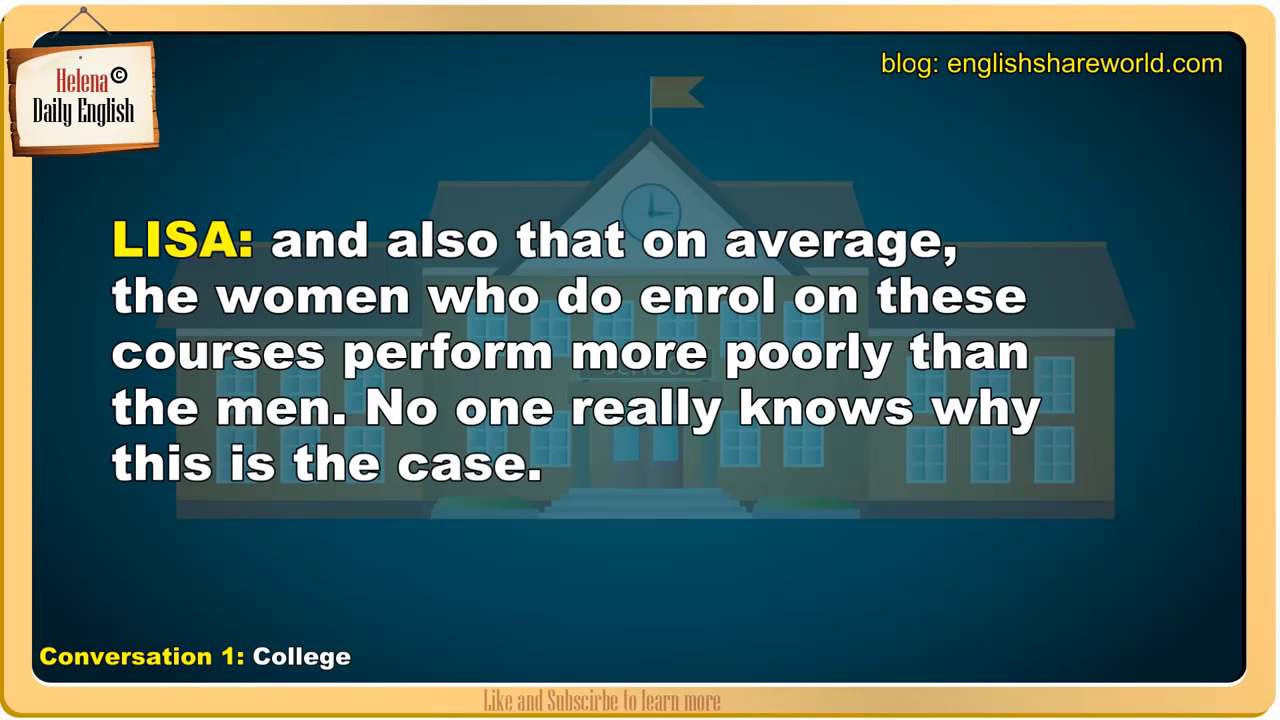 blog: englishshareworld.com
Helena ©
Daily English
LISA: and also that on average,
the women who do enrol on these
courses perform more poorly than
the men. No one really knows why
this is the case.
SCHOOL
Conversation 1: College
Like and Subscirbe to learn more